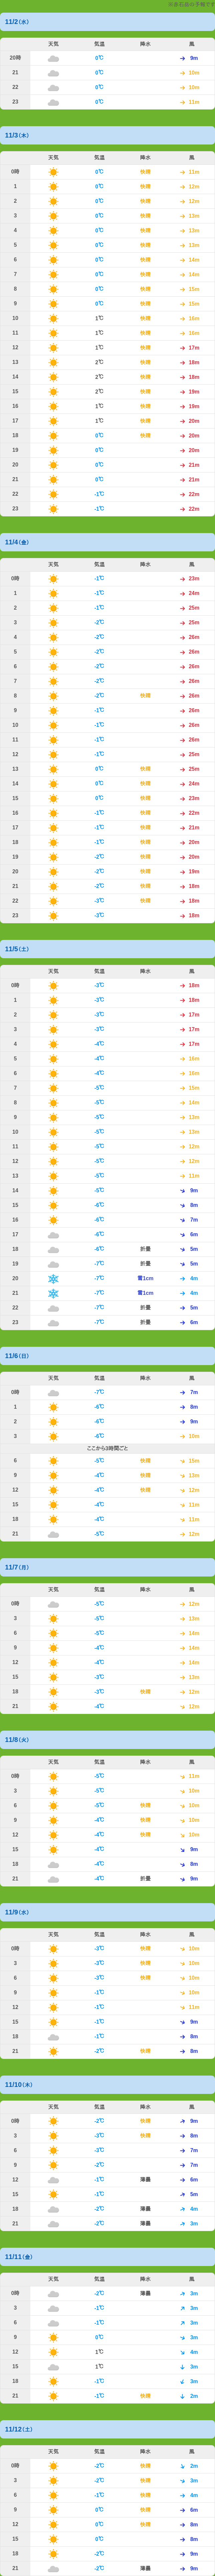 11/2(水)
天気 気温 降水 風
20時 0℃ 9m
21 0℃ 10m
22 0℃ 10m
23 0℃ 11m
11/3(木)
天気 気温 降水 風
0時 0℃ 快晴 11m
1 0℃ 快晴 12m
2 0℃ 快晴 12m
3 0℃ 快晴 13m
4 0℃ 快晴 13m
5 0℃ 快晴 13m
6 0℃ 快晴 14m
7 0℃ 快晴 14m
8 0℃ 快晴 15m
9 0℃ 快晴 15m
10 1℃ 快晴 16m
11 1℃ 快晴 16m
12 1℃ 快晴 17m
13 2℃ 快晴 18m
14 2℃ 快晴 18m
15 2℃ 快晴 19m
16 1℃ 快晴 19m
17 1℃ 快晴 20m
18 0℃ 快晴 20m
19 0℃ 20m
20 0℃ 21m
21 0℃ 21m
22 -1℃ 22m
23 -1℃ 22m
11/4(金)
天気 気温 降水 風
0時 -1℃ 23m
1 -1℃ 24m
2 -1℃ 25m
3 -2℃ 25m
4 -2℃ 26m
5 -2℃ 26m
6 -2℃ 26m
7 -2℃ 26m
8 -2℃ 快晴 26m
9 -1℃ 26m
10 -1℃ 26m
11 -1℃ 26m
12 -1℃ 25m
13 0℃ 快晴 25m
14 0℃ 快晴 24m
15 0℃ 快晴 23m
16 -1℃ 快晴 22m
17 -1℃ 快晴 21m
18 -1℃ 快晴 20m
19 -2℃ 快晴 20m
20 -2℃ 快晴 19m
21 -2℃ 快晴 18m
22 -3℃ 快晴 18m
23 -3℃ 18m
11/5(土)
天気 気温 降水 風
0時 -3℃ 18m
1 -3℃ 18m
2 -3℃ 17m
3 -3℃ 17m
4 -4℃ 17m
5 -4℃ 16m
6 -4℃ 16m
7 -5℃ 15m
8 -5℃ 14m
9 -5℃ 13m
10 -5℃ 13m
11 -5℃ 12m
12 -5℃ 12m
13 -5℃ 11m
14 -5℃ 9m
15 -6℃ 8m
16 -6℃ 7m
17 -6℃ 6m
18 -6℃ 折曇 5m
19 -7℃ 折曇 5m
20 -7℃ 雪1cm 4m
21 -7℃ 雪1cm 4m
22 -7℃ 折曇 5m
23 -7℃ 折曇 6m
11/6(日)
天気 気温 降水 風
0時 -7℃ 7m
1 -6℃ 8m
2 -6℃ 9m
3 -6℃ 10m
ここから3時間ごと
6 -5℃ 快晴 15m
9 -4℃ 快晴 13m
12 -4℃ 快晴 12m
15 -4℃ 11m
18 -4℃ 11m
21 -5℃ 12m
11/7(月)
天気 気温 降水 風
0時 -5℃ 12m
3 -5℃ 13m
6 -5℃ 14m
9 -4℃ 14m
12 -4℃ 14m
15 -3℃ 13m
18 -3℃ 快晴 12m
21 -4℃ 12m
11/8(火)
天気 気温 降水 風
0時 -5℃ 11m
3 -5℃ 10m
6 -5℃ 快晴 10m
9 -4℃ 快晴 10m
12 -4℃ 快晴 10m
15 -4℃ 9m
18 -4℃ 8m
21 -4℃ 折曇 9m
11/9(水)
天気 気温 降水 風
0時 -3℃ 快晴 10m
3 -3℃ 快晴 10m
6 -3℃ 快晴 10m
9 -1℃ 10m
12 -1℃ 11m
15 -1℃ 9m
18 -1℃ 8m
21 -2℃ 快晴 8m
11/10(木)
天気 気温 降水 風
0時 -2℃ 快晴 9m
3 -3℃ 快晴 8m
6 -3℃ 7m
9 -2℃ 7m
12 -1℃ 薄曇 6m
15 -1℃ 5m
18 -2℃ 薄曇 4m
21 -2℃ 薄曇 3m
11/11(金)
天気 気温 降水 風
0時 -2℃ 薄曇 3m
3 -1℃ 3m
6 -1℃ 3m
9 0℃ 3m
12 1℃ 4m
15 1℃ 3m
18 -1℃ 3m
21 -1℃ 快晴 2m
11/12(土)
天気 気温 降水 風
0時 -2℃ 快晴 2m
3 -2℃ 快晴 3m
6 -1℃ 快晴 4m
9 0℃ 快晴 6m
12 0℃ 快晴 8m
15 0℃ 8m
18 -2℃ 9m
21 -2℃ 薄曇 9m